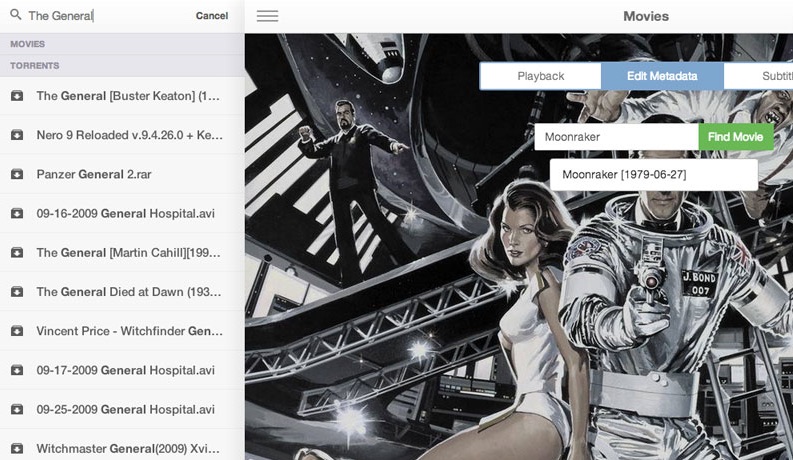 The General
Cancel
MOVIES
TORRENTS
The General [Buster Keaton] (1...
Nero 9 Reloaded v.9.4.26.0 + Ke...
Panzer General 2.rar
09-16-2009 General Hospital.avi
The General [Martin Cahill][199...
The General Died at Dawn (193...
Vincent Price - Witchfinder Gen...
09-17-2009 General Hospital.avi
09-25-2009 General Hospital.avi
Witchmaster General(2009) Xvi...
Movies
Playback
Edit Metadata
Subtitl
Moonraker
Find Movie
Moonraker [1979-06-27]
J. BOND
007